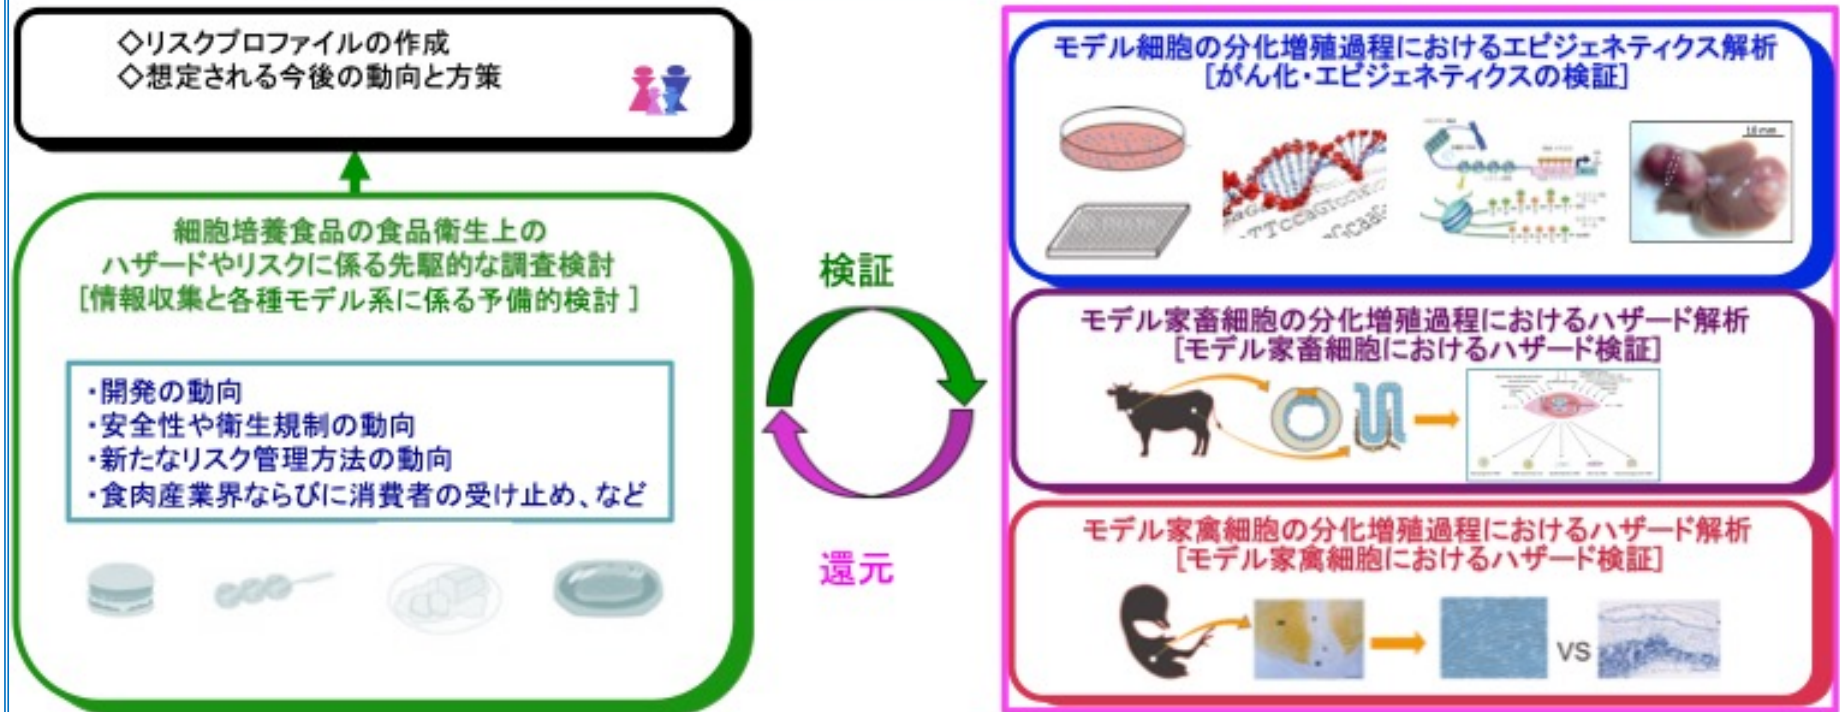 ◇リスクプロファイルの作成
◇想定される今後の動向と方策
細胞培養食品の食品衛生上の
ハザードやリスクに係る先駆的な調査検討
[情報収集と各種モデル系に係る予備的検討 ]
・開発の動向
・安全性や衛生規制の動向
・新たなリスク管理方法の動向
・食肉産業界ならびに消費者の受け止め、など
検証
還元
モデル細胞の分化増殖過程におけるエピジェネティクス解析
[がん化・エピジェネティクスの検証]
10 mm
モデル家畜細胞の分化増殖過程におけるハザード解析
[モデル家畜細胞におけるハザード検証]
モデル家禽細胞の分化増殖過程におけるハザード解析
[モデル家禽細胞におけるハザード検証]
VS